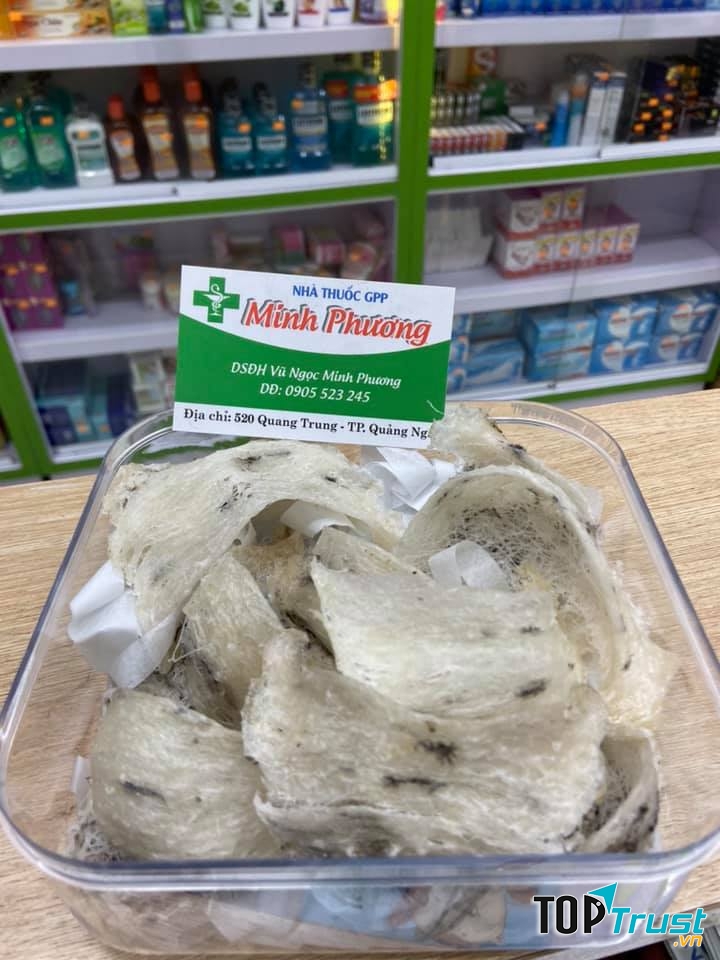 NHÀ THUỐC GPP
Minh Phương
DSĐH Vũ Ngọc Minh Phương
DĐ: 0905 523 245
Địa chỉ: 520 Quang Trung - TP. Quảng Ng
TOPTrust
.vn